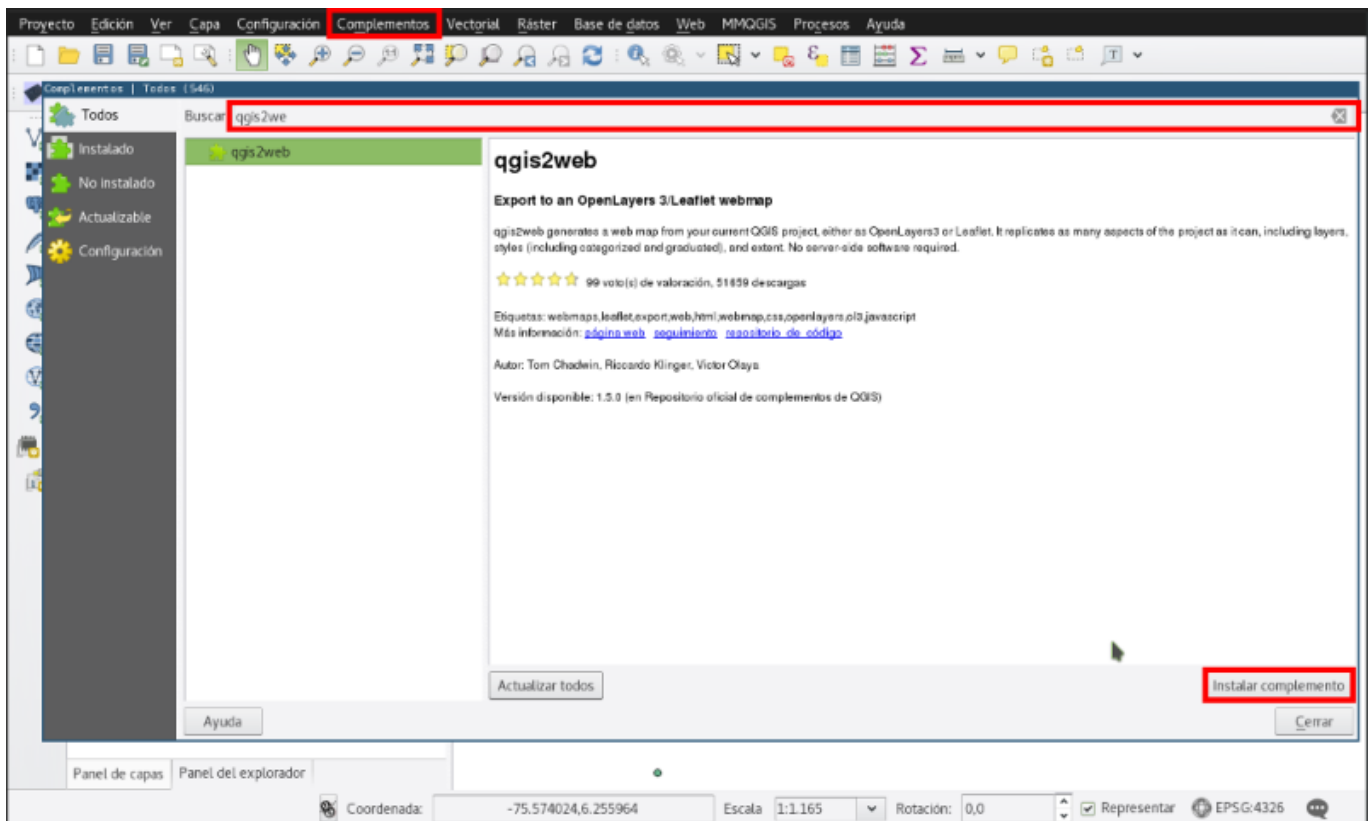 Proyecto Edición Ver Capa Configuración Complementos Vectorial Ráster Base de datos Web MMQGIS Procesos Ayuda
Complementos | Todos (546)
Todos
Buscar qgis2we
Instalado
No instalado
Actualizable
Configuración
qgis2web
qgis2web
Export to an OpenLayers 3/Leaflet webmap
qgis2web generates a web map from your current QGIS project, either as OpenLayers3 or Leaflet. It replicates as many aspects of the project as it can, including layers,
styles (including categorized and graduated), and extent. No server-side software required.
99 voto(s) de valoración, 51659 descargas
Etiquetas: webmaps,leaflet,export,web,html,webmap,css,openlayers,ol3,javascript
Más información: página web seguimiento repositorio de código
Autor: Tom Chadwin, Riccardo Klinger, Victor Olaya
Versión disponible: 1.5.0 (en Repositorio oficial de complementos de QGIS)
Actualizar todos
Instalar complemento
Ayuda
Cerrar
Panel de capas Panel del explorador
Coordenada: -75.574024,6.255964 Escala 1:1.165 Rotación: 0,0 Representar EPSG:4326